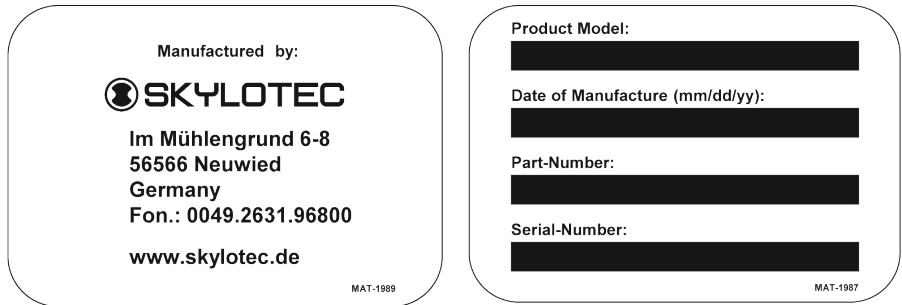 Manufactured by:
SKYLOTEC
Im Mühlengrund 6-8
56566 Neuwied
Germany
Fon.: 0049.2631.96800
www.skylotec.de
MAT-1989
Product Model:
Date of Manufacture (mm/dd/yy):
Part-Number:
Serial-Number:
MAT-1987